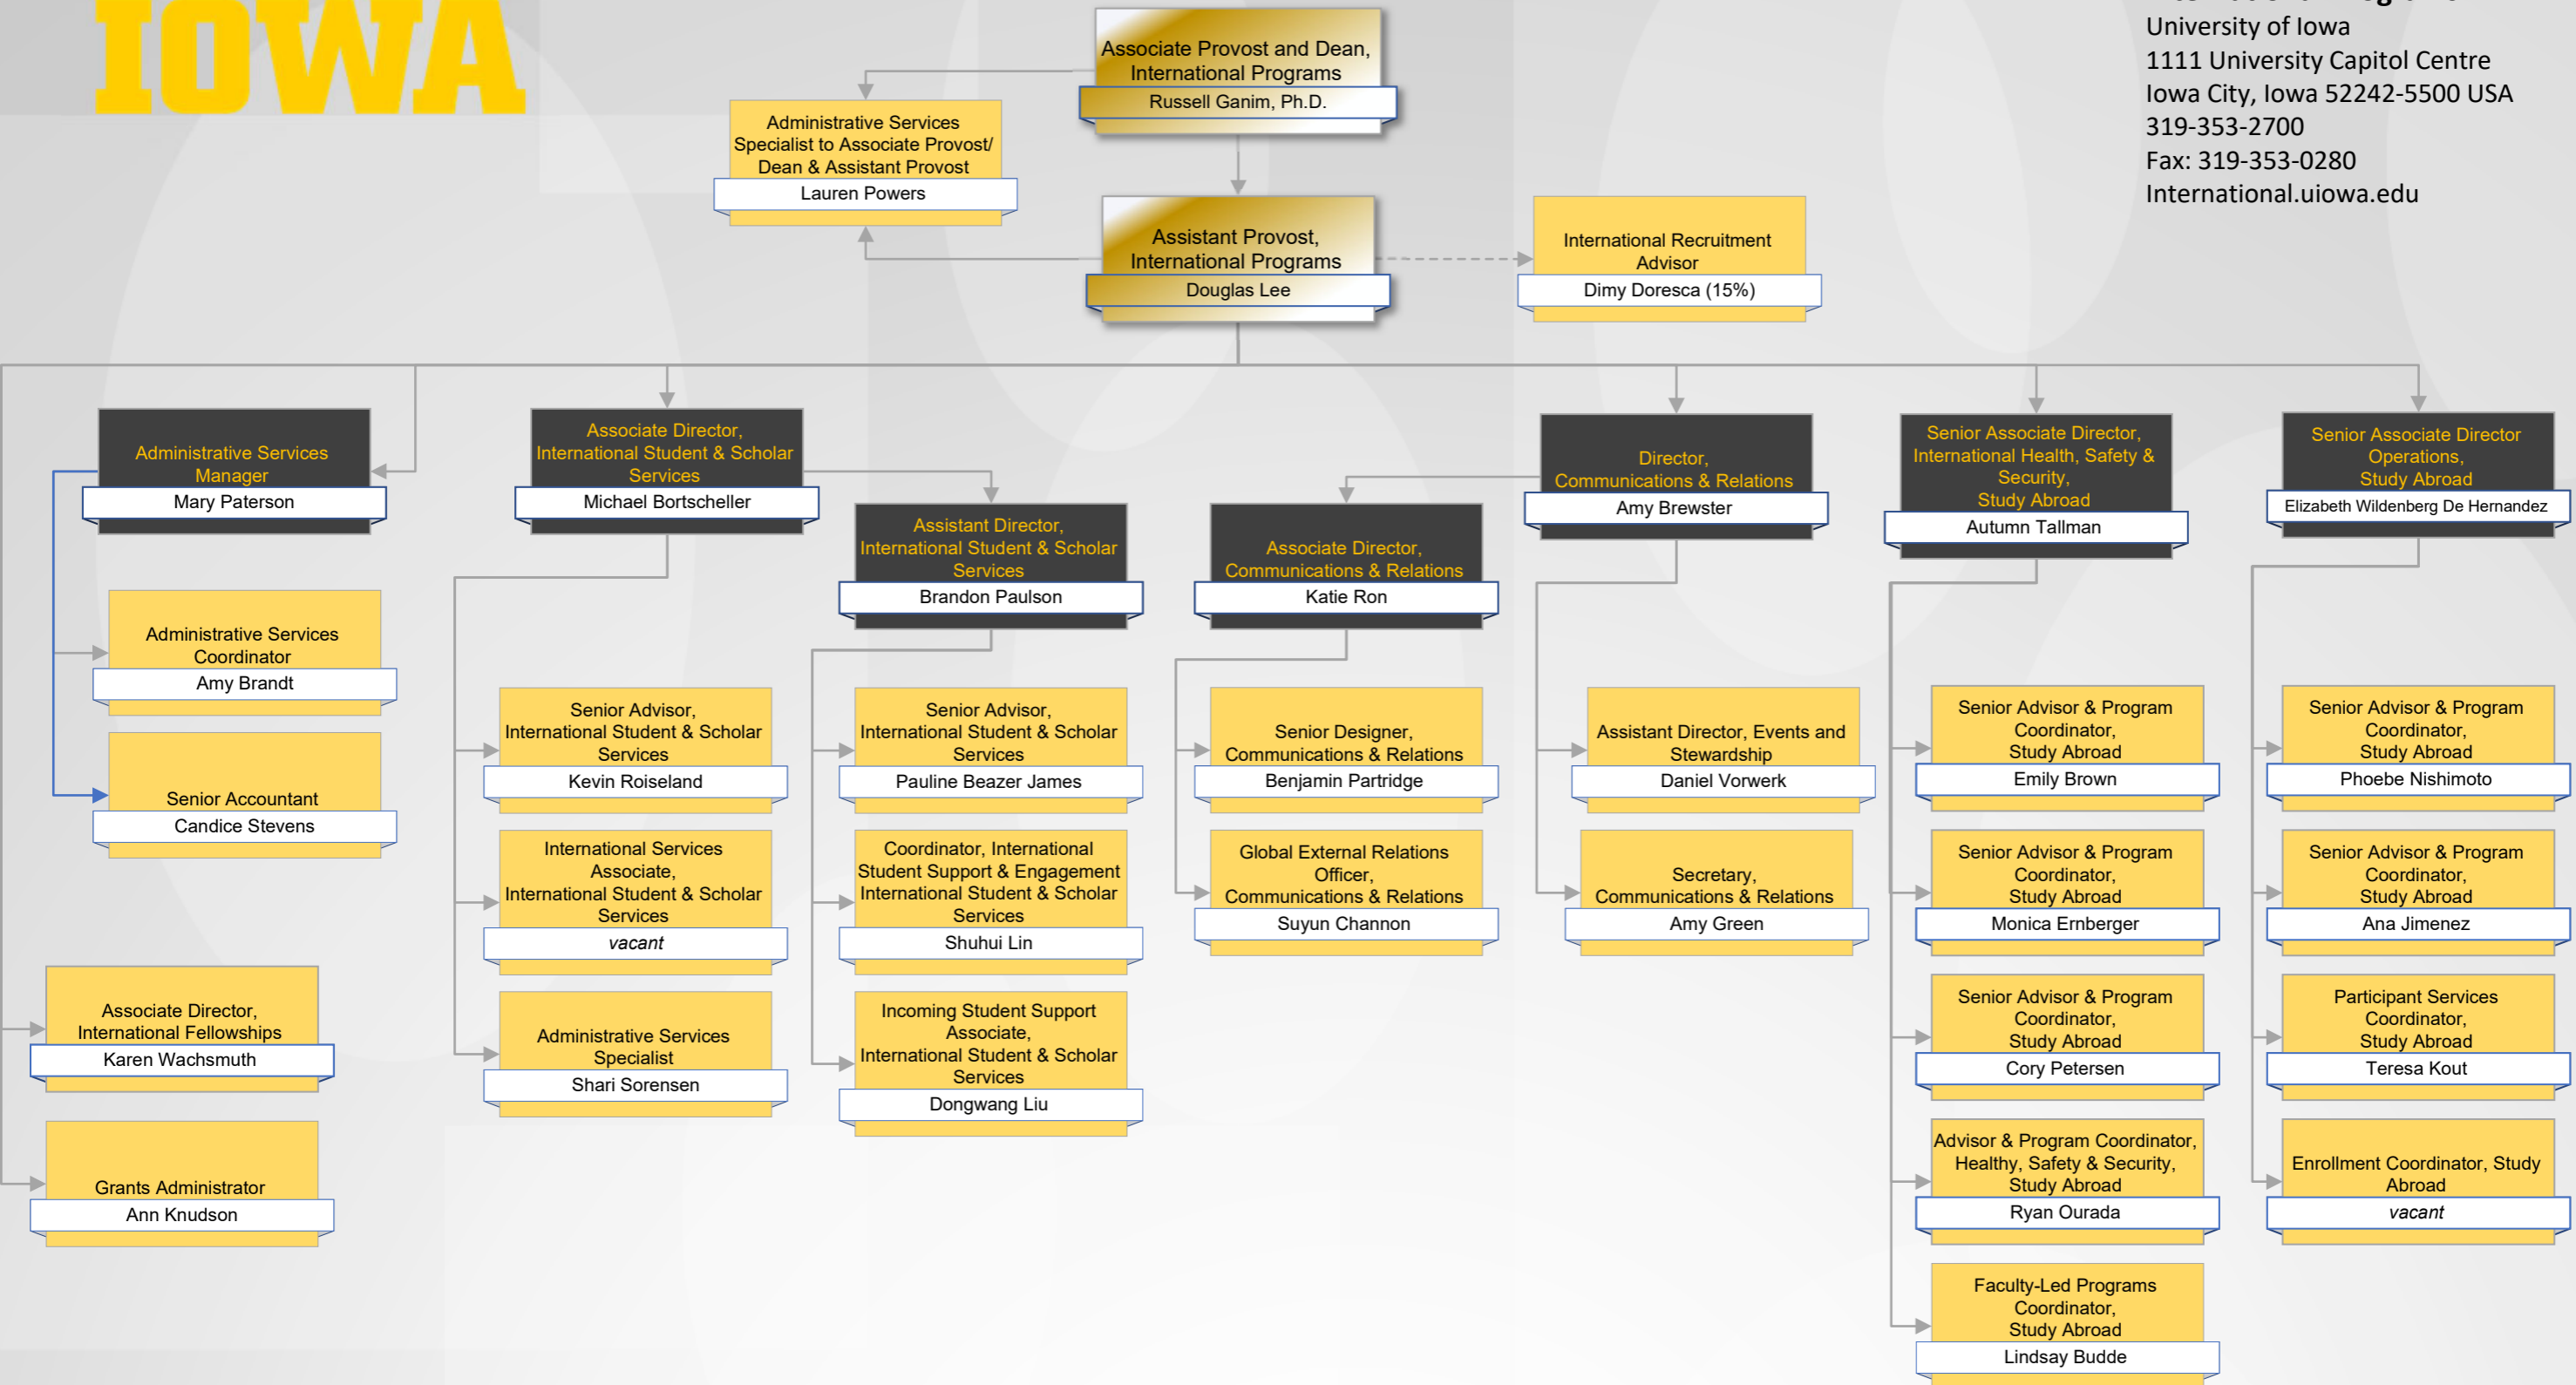 IOWA
University of Iowa
1111 University Capitol Centre
Iowa City, Iowa 52242-5500 USA
319-353-2700
Fax: 319-353-0280
International.uiowa.edu
Associate Provost and Dean,
International Programs
Russell Ganim, Ph.D.
Administrative Services
Specialist to Associate Provost/
Dean & Assistant Provost
Lauren Powers
Assistant Provost,
International Programs
Douglas Lee
International Recruitment
Advisor
Dimy Doresca (15%)
Administrative Services
Manager
Mary Paterson
Administrative Services
Coordinator
Amy Brandt
Senior Accountant
Candice Stevens
Associate Director,
International Fellowships
Karen Wachsmuth
Grants Administrator
Ann Knudson
Associate Director,
International Student & Scholar
Services
Michael Bortscheller
Senior Advisor,
International Student & Scholar
Services
Kevin Roiseland
International Services
Associate,
International Student & Scholar
Services
vacant
Administrative Services
Specialist
Shari Sorensen
Assistant Director,
International Student & Scholar
Services
Brandon Paulson
Senior Advisor,
International Student & Scholar
Services
Pauline Beazer James
Coordinator, International
Student Support & Engagement
International Student & Scholar
Services
Shuhui Lin
Incoming Student Support
Associate,
International Student & Scholar
Services
Dongwang Liu
Associate Director,
Communications & Relations
Katie Ron
Senior Designer,
Communications & Relations
Benjamin Partridge
Global External Relations
Officer,
Communications & Relations
Suyun Channon
Director,
Communications & Relations
Amy Brewster
Assistant Director, Events and
Stewardship
Daniel Vorwerk
Secretary,
Communications & Relations
Amy Green
Senior Associate Director,
International Health, Safety &
Security,
Study Abroad
Autumn Tallman
Senior Advisor & Program
Coordinator,
Study Abroad
Emily Brown
Senior Advisor & Program
Coordinator,
Study Abroad
Monica Ernberger
Senior Advisor & Program
Coordinator,
Study Abroad
Cory Petersen
Advisor & Program Coordinator,
Healthy, Safety & Security,
Study Abroad
Ryan Ourada
Faculty-Led Programs
Coordinator,
Study Abroad
Lindsay Budde
Senior Associate Director
Operations,
Study Abroad
Elizabeth Wildenberg De Hernandez
Senior Advisor & Program
Coordinator,
Study Abroad
Phoebe Nishimoto
Senior Advisor & Program
Coordinator,
Study Abroad
Ana Jimenez
Participant Services
Coordinator,
Study Abroad
Teresa Kout
Enrollment Coordinator, Study
Abroad
vacant